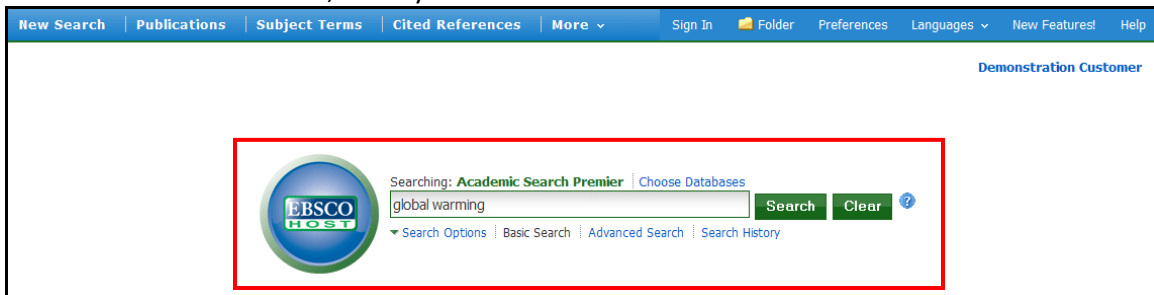 New Search Publications Subject Terms Cited References More Sign In Folder Preferences Languages New Features! Help
Demonstration Customer
Searching: Academic Search Premier Choose Databases
EBSCO
HOST
global warming Search Clear ?
Search Options Basic Search Advanced Search Search History